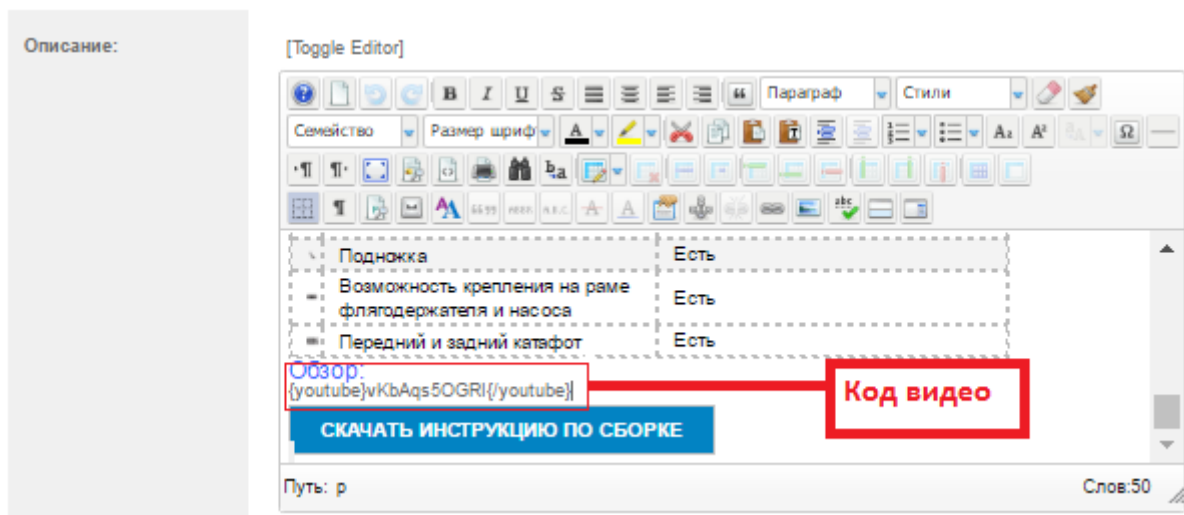 Описание:
[Toggle Editor]
Параграф Стили
Семейство Размер шриф
Подножка Есть
Возможность крепления на раме
флягодержателя и насоса Есть
Передний и задний катафот Есть
Обзор:
{youtube}vKbAqs5OGRI{/youtube}
Код видео
СКАЧАТЬ ИНСТРУКЦИЮ ПО СБОРКЕ
Путь: p Слов:50